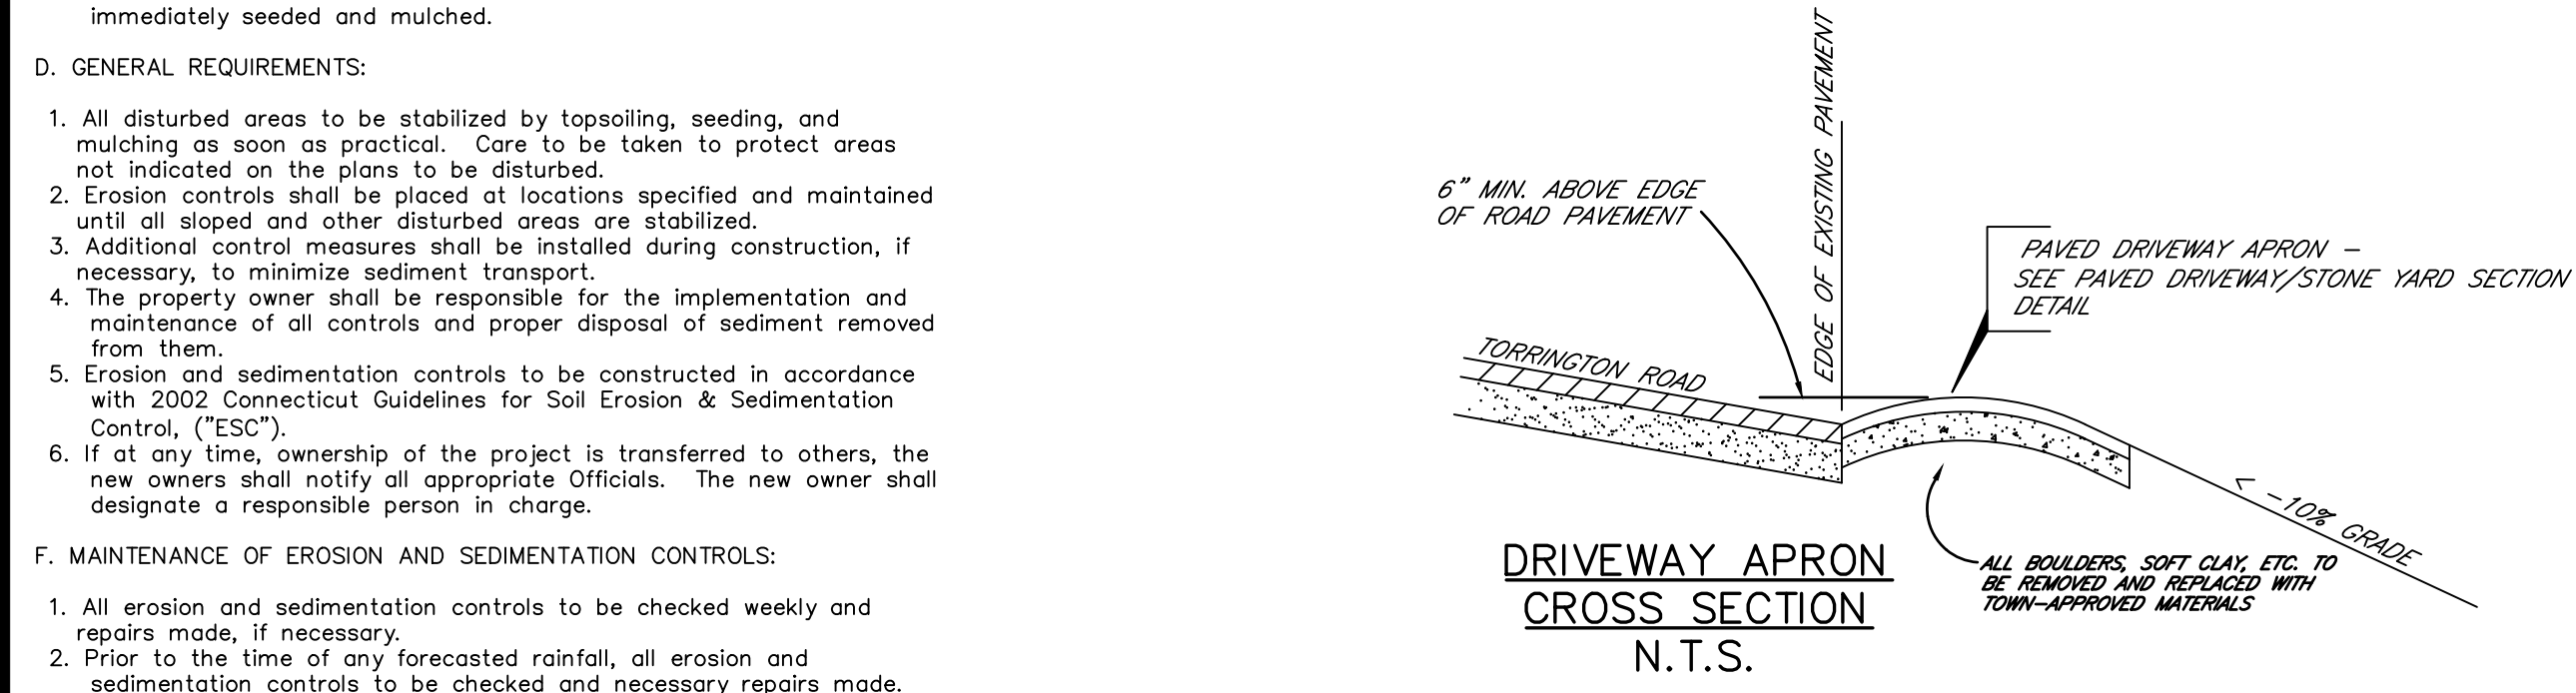 immediately seeded and mulched.
D. GENERAL REQUIREMENTS:
1. All disturbed areas to be stabilized by topsoiling, seeding, and
mulching as soon as practical. Care to be taken to protect areas
not indicated on the plans to be disturbed.
2. Erosion controls shall be placed at locations specified and maintained
until all sloped and other disturbed areas are stabilized.
3. Additional control measures shall be installed during construction, if
necessary, to minimize sediment transport.
4. The property owner shall be responsible for the implementation and
maintenance of all controls and proper disposal of sediment removed
from them.
5. Erosion and sedimentation controls to be constructed in accordance
with 2002 Connecticut Guidelines for Soil Erosion & Sedimentation
Control, ("ESC").
6. If at any time, ownership of the project is transferred to others, the
new owners shall notify all appropriate Officials. The new owner shall
designate a responsible person in charge.
F. MAINTENANCE OF EROSION AND SEDIMENTATION CONTROLS:
1. All erosion and sedimentation controls to be checked weekly and
repairs made, if necessary.
2. Prior to the time of any forecasted rainfall, all erosion and
sedimentation controls to be checked and necessary repairs made.
EDGE OF EXISTING PAVEMENT
6" MIN. ABOVE EDGE
OF ROAD PAVEMENT
PAVED DRIVEWAY APRON –
SEE PAVED DRIVEWAY/STONE YARD SECTION
DETAIL
TORRINGTON ROAD
< -10% GRADE
ALL BOULDERS, SOFT CLAY, ETC. TO
BE REMOVED AND REPLACED WITH
TOWN-APPROVED MATERIALS
DRIVEWAY APRON
CROSS SECTION
N.T.S.